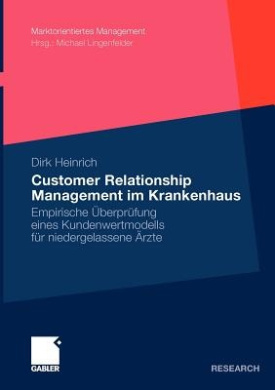 Marktorientiertes Management
Hrsg.: Michael Lingenfelder
Dirk Heinrich
Customer Relationship
Management im Krankenhaus
Empirische Überprüfung
eines Kundenwertmodells
für niedergelassene Ärzte
GABLER
RESEARCH